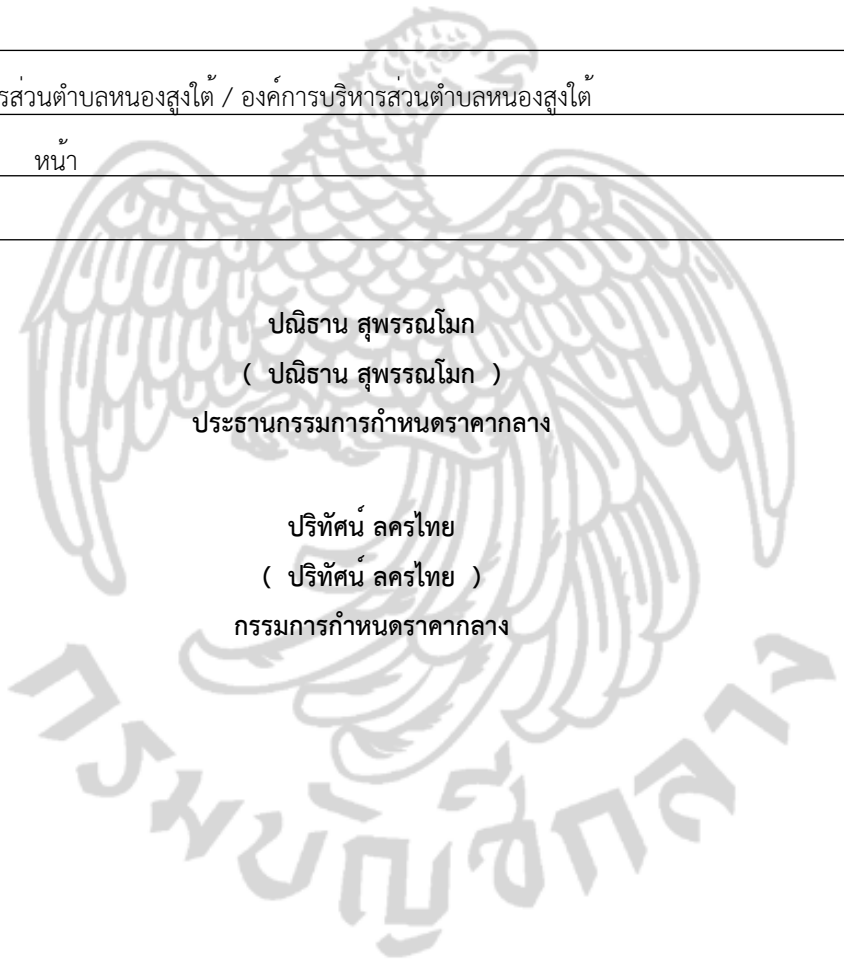 รส่วนตำบลหนองสูงใต้ / องค์การบริหารส่วนตำบลหนองสูงใต้
หน้า
ปณิธาน สุพรรณโมก
( ปณิธาน สุพรรณโมก )
ประธานกรรมการกำหนดราคากลาง
ปริทัศน์ ลครไทย
( ปริทัศน์ ลครไทย )
กรรมการกำหนดราคากลาง
กรมบัญชีกลาง